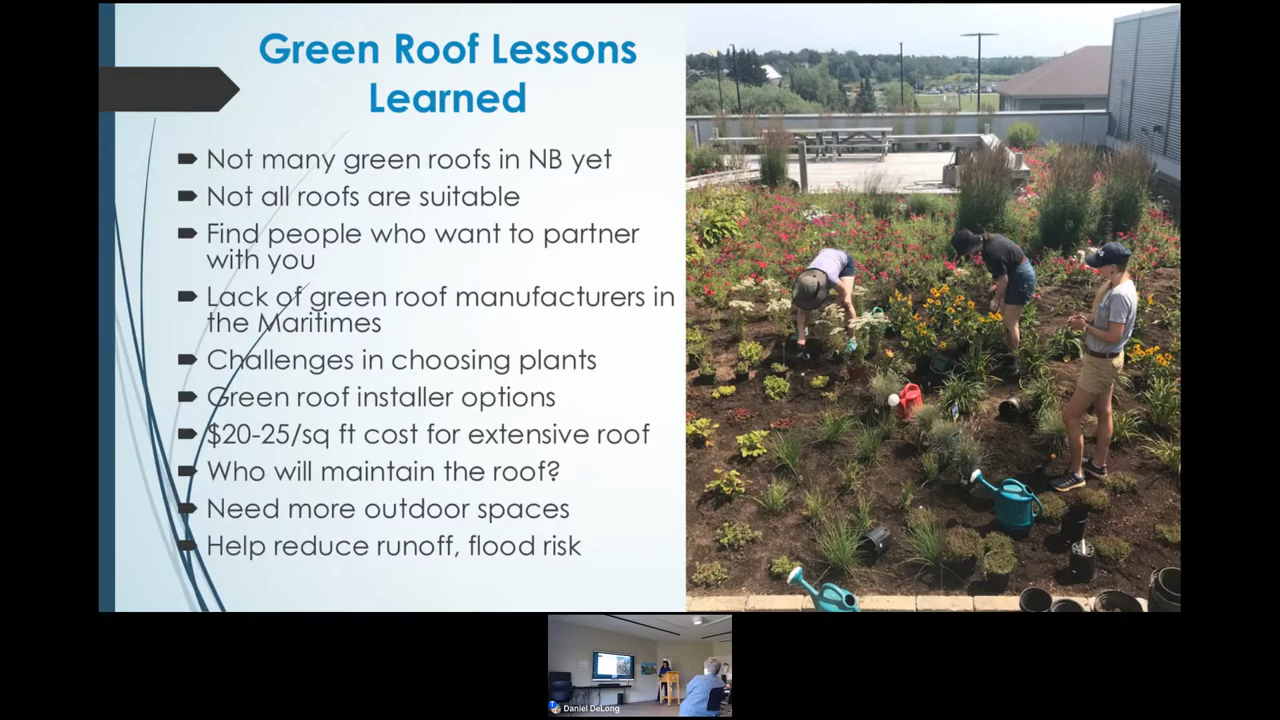 Green Roof Lessons
Learned
Not many green roofs in NB yet
Not all roofs are suitable
Find people who want to partner
with you
Lack of green roof manufacturers in
the Maritimes
Challenges in choosing plants
Green roof installer options
$20-25/sq ft cost for extensive roof
Who will maintain the roof?
Need more outdoor spaces
Help reduce runoff, flood risk
Daniel DeLong